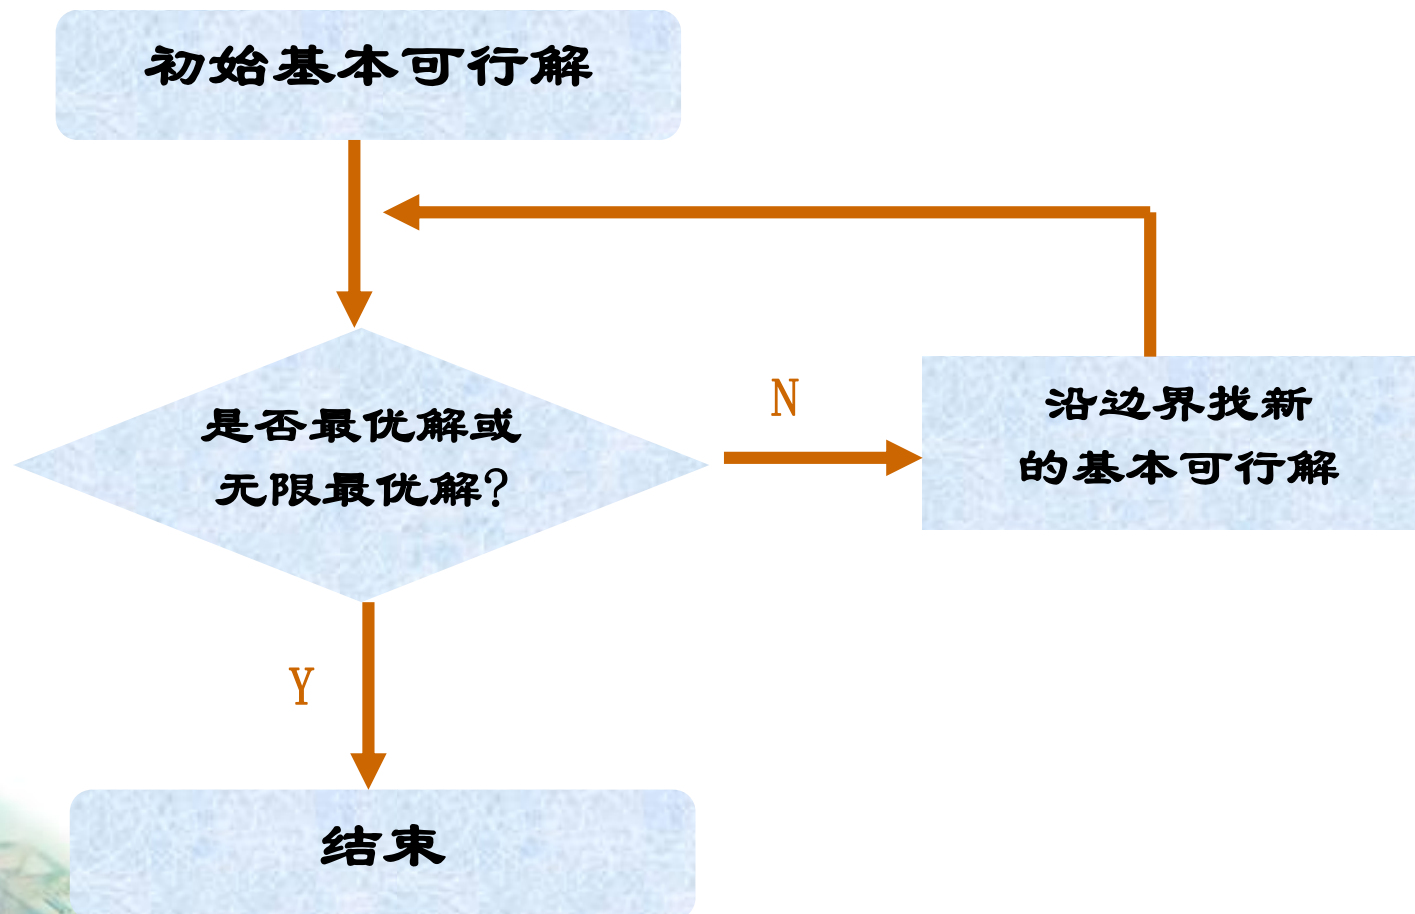 初始基本可行解
是否最优解或
无限最优解?
N
沿边界找新
的基本可行解
Y
结束